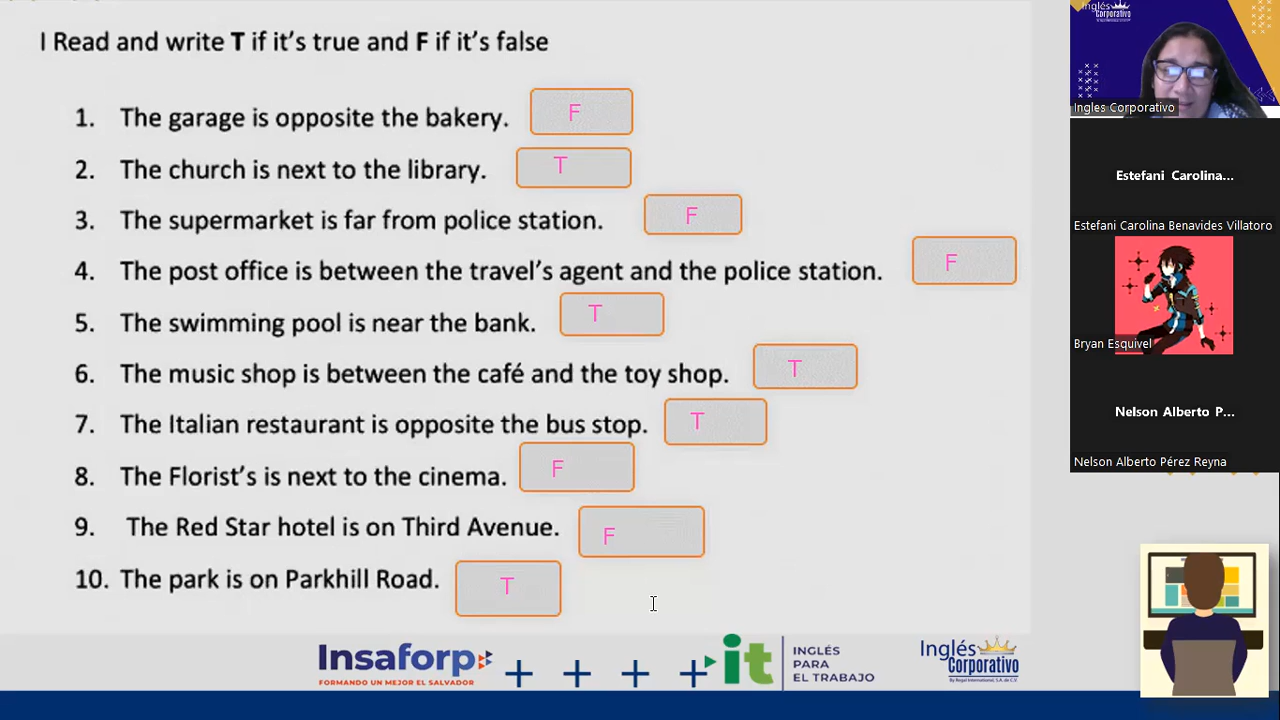 I Read and write T if it's true and F if it's false
1. The garage is opposite the bakery. F
2. The church is next to the library. T
3. The supermarket is far from police station. F
4. The post office is between the travel's agent and the police station. F
5. The swimming pool is near the bank. T
6. The music shop is between the café and the toy shop. T
7. The Italian restaurant is opposite the bus stop. T
8. The Florist's is next to the cinema. F
9. The Red Star hotel is on Third Avenue. F
10. The park is on Parkhill Road. T
Insaforp
FORMANDO UN MEJOR EL SALVADOR
it
INGLÉS
PARA
EL TRABAJO
Inglés
Corporativo
By Regal International, S.A. de C.V.
Inglés
Corporativo
Ingles Corporativo
Estefani Carolina...
Estefani Carolina Benavides Villatoro
Bryan Esquivel
Nelson Alberto P...
Nelson Alberto Pérez Reyna